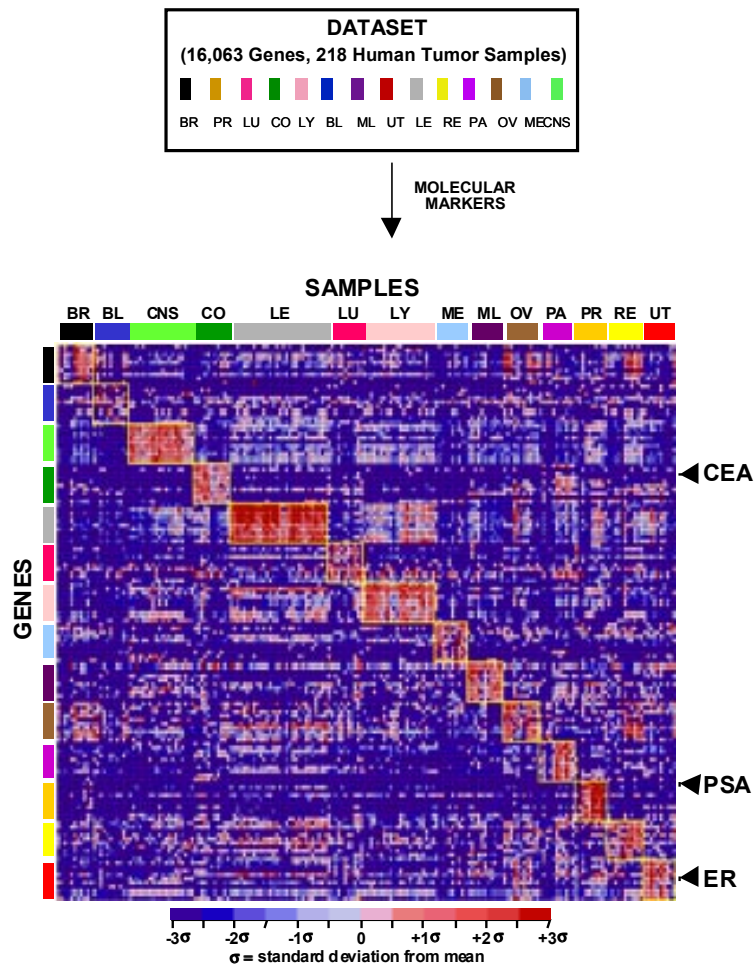 DATASET
(16,063 Genes, 218 Human Tumor Samples)
BR PR LU CO LY BL ML UT LE RE PA OV MECNS
MOLECULAR
MARKERS
SAMPLES
BR BL CNS CO LE LU LY ME ML OV PA PR RE UT
GENES
CEA
PSA
ER
-3σ -2σ -1σ 0 +1σ +2σ +3σ
σ = standard deviation from mean